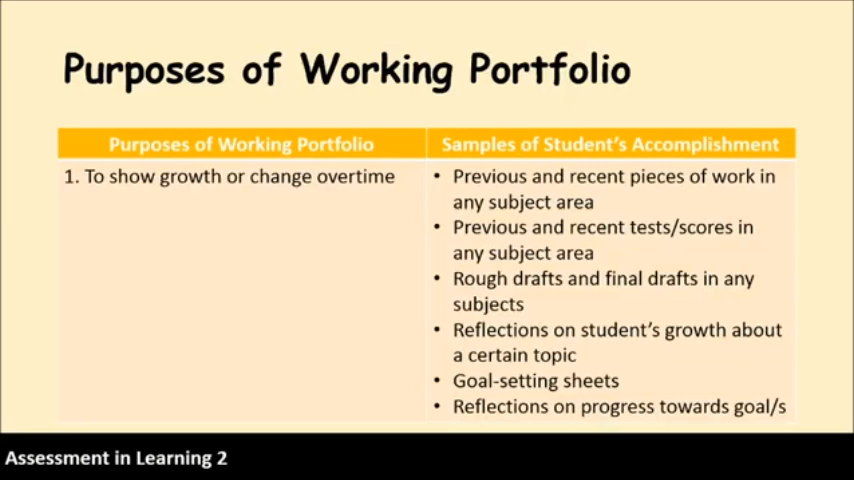 Purposes of Working Portfolio
Purposes of Working Portfolio
Samples of Student's Accomplishment
1. To show growth or change overtime
• Previous and recent pieces of work in
any subject area
• Previous and recent tests/scores in
any subject area
• Rough drafts and final drafts in any
subjects
• Reflections on student's growth about
a certain topic
• Goal-setting sheets
• Reflections on progress towards goal/s
Assessment in Learning 2